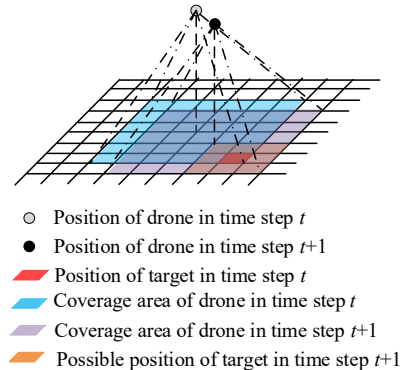 Position of drone in time step t
Position of drone in time step t+1
Position of target in time step t
Coverage area of drone in time step t
Coverage area of drone in time step t+1
Possible position of target in time step t+1